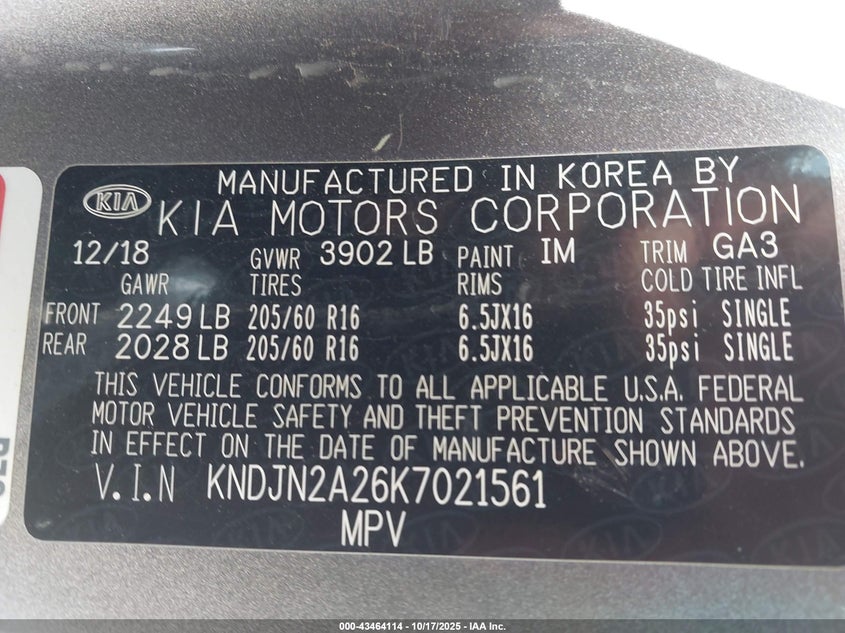 MANUFACTURED IN KOREA BY
KIA KIA MOTORS CORPORATION
12/18 GVWR 3902 LB PAINT IM TRIM GA3
GAWR TIRES RIMS COLD TIRE INFL
FRONT 2249 LB 205/60 R16 6.5JX16 35psi SINGLE
REAR 2028 LB 205/60 R16 6.5JX16 35psi SINGLE
THIS VEHICLE CONFORMS TO ALL APPLICABLE U.S.A. FEDERAL
MOTOR VEHICLE SAFETY AND THEFT PREVENTION STANDARDS
IN EFFECT ON THE DATE OF MANUFACTURE SHOWN ABOVE.
V.I.N KNDJN2A26K7021561
MPV
000-43464114 - 10/17/2025 - IAA Inc.